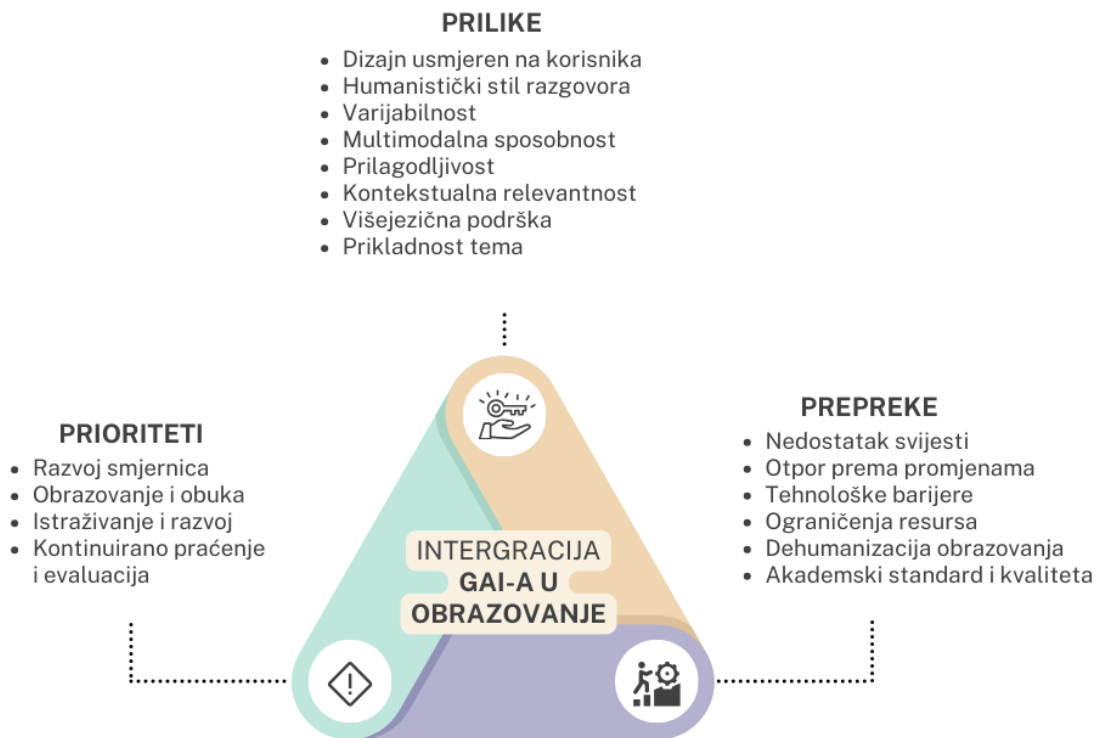 PRILIKE
• Dizajn usmjeren na korisnika
• Humanistički stil razgovora
• Varijabilnost
• Multimodalna sposobnost
• Prilagodljivost
• Kontekstualna relevantnost
• Višejezična podrška
• Prikladnost tema
PRIORITETI
• Razvoj smjernica
• Obrazovanje i obuka
• Istraživanje i razvoj
• Kontinuirano praćenje
i evaluacija
PREPREKE
• Nedostatak svijesti
• Otpor prema promjenama
• Tehnološke barijere
• Ograničenja resursa
• Dehumanizacija obrazovanja
• Akademski standard i kvaliteta
INTERGRACIJA
GAI-A U
OBRAZOVANJE